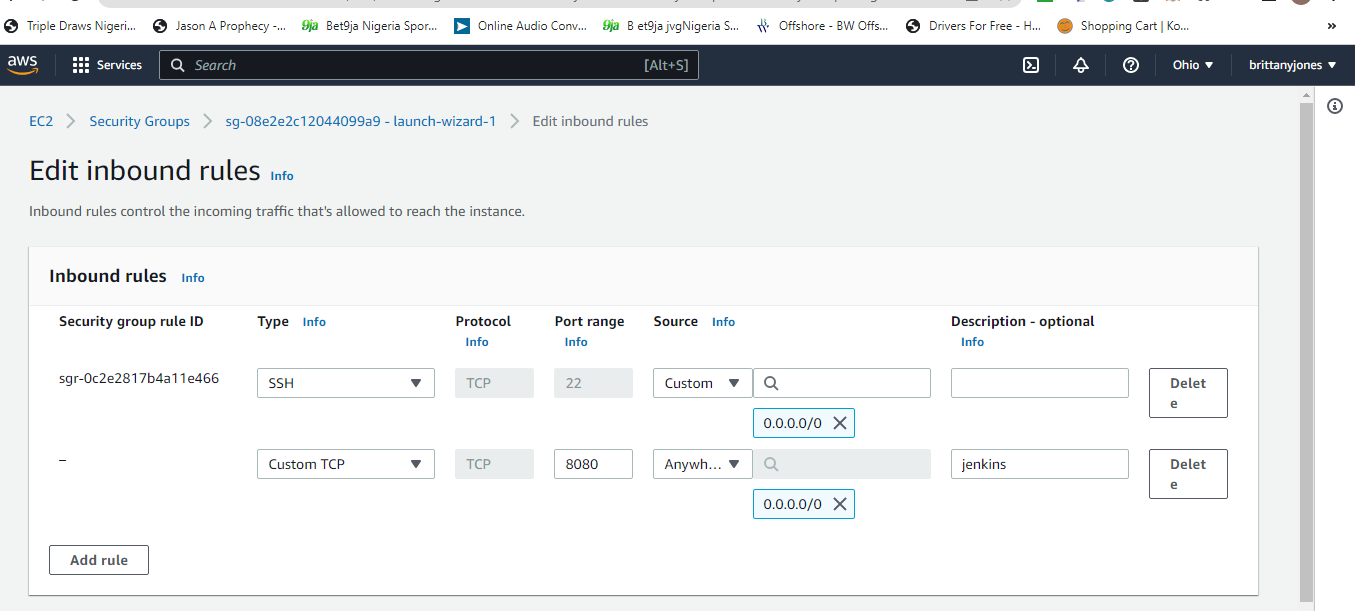 Triple Draws Nigeri... Jason A Prophecy -... 9ja Bet9ja Nigeria Spor... Online Audio Conv... 9ja B et9ja jvgNigeria S... Offshore - BW Offs... Drivers For Free - H... Shopping Cart | Ko... »
aws Services Search [Alt+S] Ohio ▼ brittanyjones ▼
EC2 > Security Groups > sg-08e2e2c12044099a9 - launch-wizard-1 > Edit inbound rules
Edit inbound rules Info
Inbound rules control the incoming traffic that's allowed to reach the instance.
Inbound rules Info
Security group rule ID Type Info Protocol Port range Source Info Description - optional
Info Info Info
sgr-0c2e2817b4a11e466 SSH TCP 22 Custom Delet
e
0.0.0.0/0
– Custom TCP TCP 8080 Anywh... jenkins Delet
e
0.0.0.0/0
Add rule